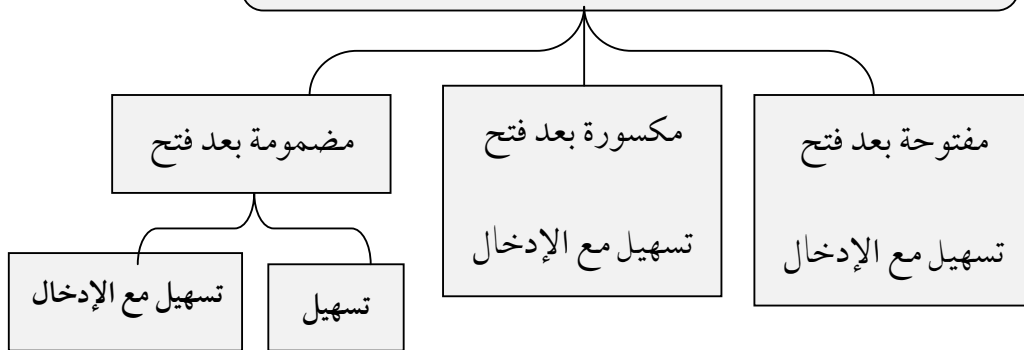 مفتوحة بعد فتح
تسهيل مع الإدخال
مكسورة بعد فتح
تسهيل مع الإدخال
مضمومة بعد فتح
تسهيل
تسهيل مع الإدخال